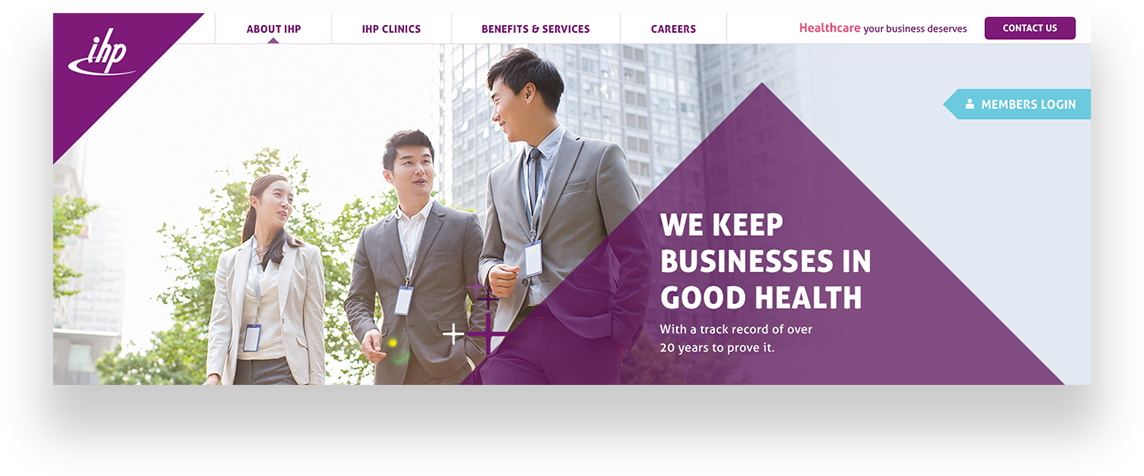 ihp
ABOUT IHP
IHP CLINICS
BENEFITS & SERVICES
CAREERS
Healthcare your business deserves
CONTACT US
MEMBERS LOGIN
WE KEEP
BUSINESSES IN
GOOD HEALTH
With a track record of over
20 years to prove it.